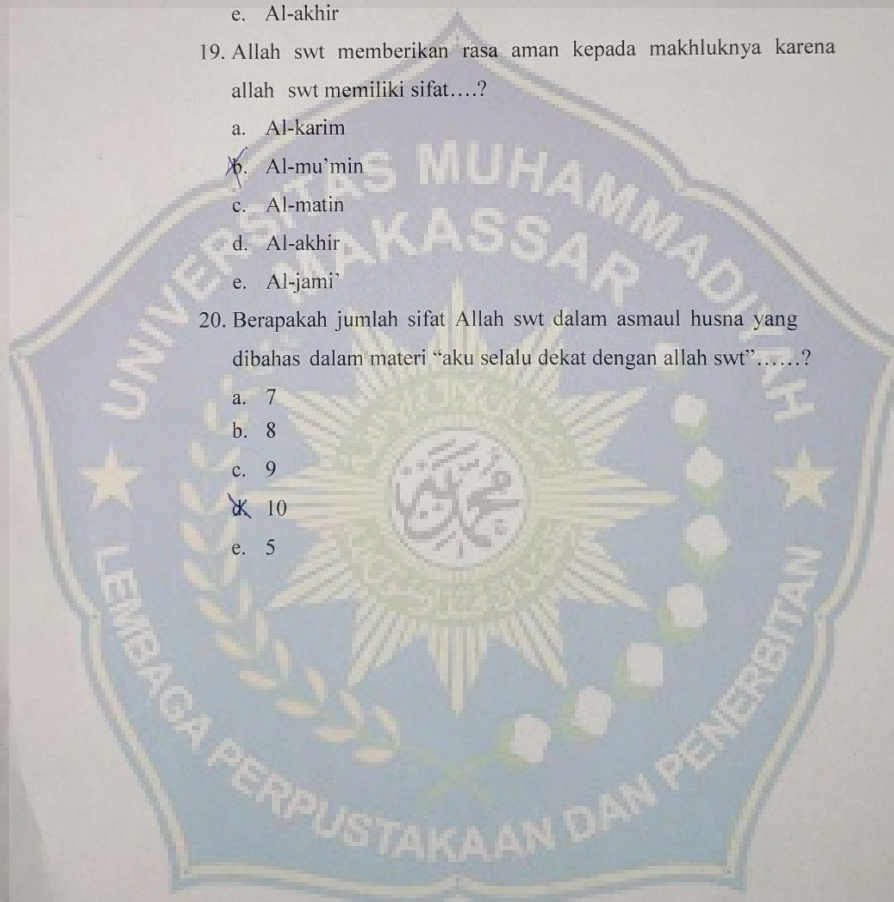 e. Al-akhir
19. Allah swt memberikan rasa aman kepada makhluknya karena
allah swt memiliki sifat....?
a. Al-karim
b. Al-mu’min
c. Al-matin
d. Al-akhir
e. Al-jami’
20. Berapakah jumlah sifat Allah swt dalam asmaul husna yang
dibahas dalam materi “aku selalu dekat dengan allah swt”......?
a. 7
b. 8
c. 9
d. 10
e. 5
UNIVERSITAS MUHAMMADIYAH
MAKASSAR
LEMBAGA PERPUSTAKAAN DAN PENERBITAN